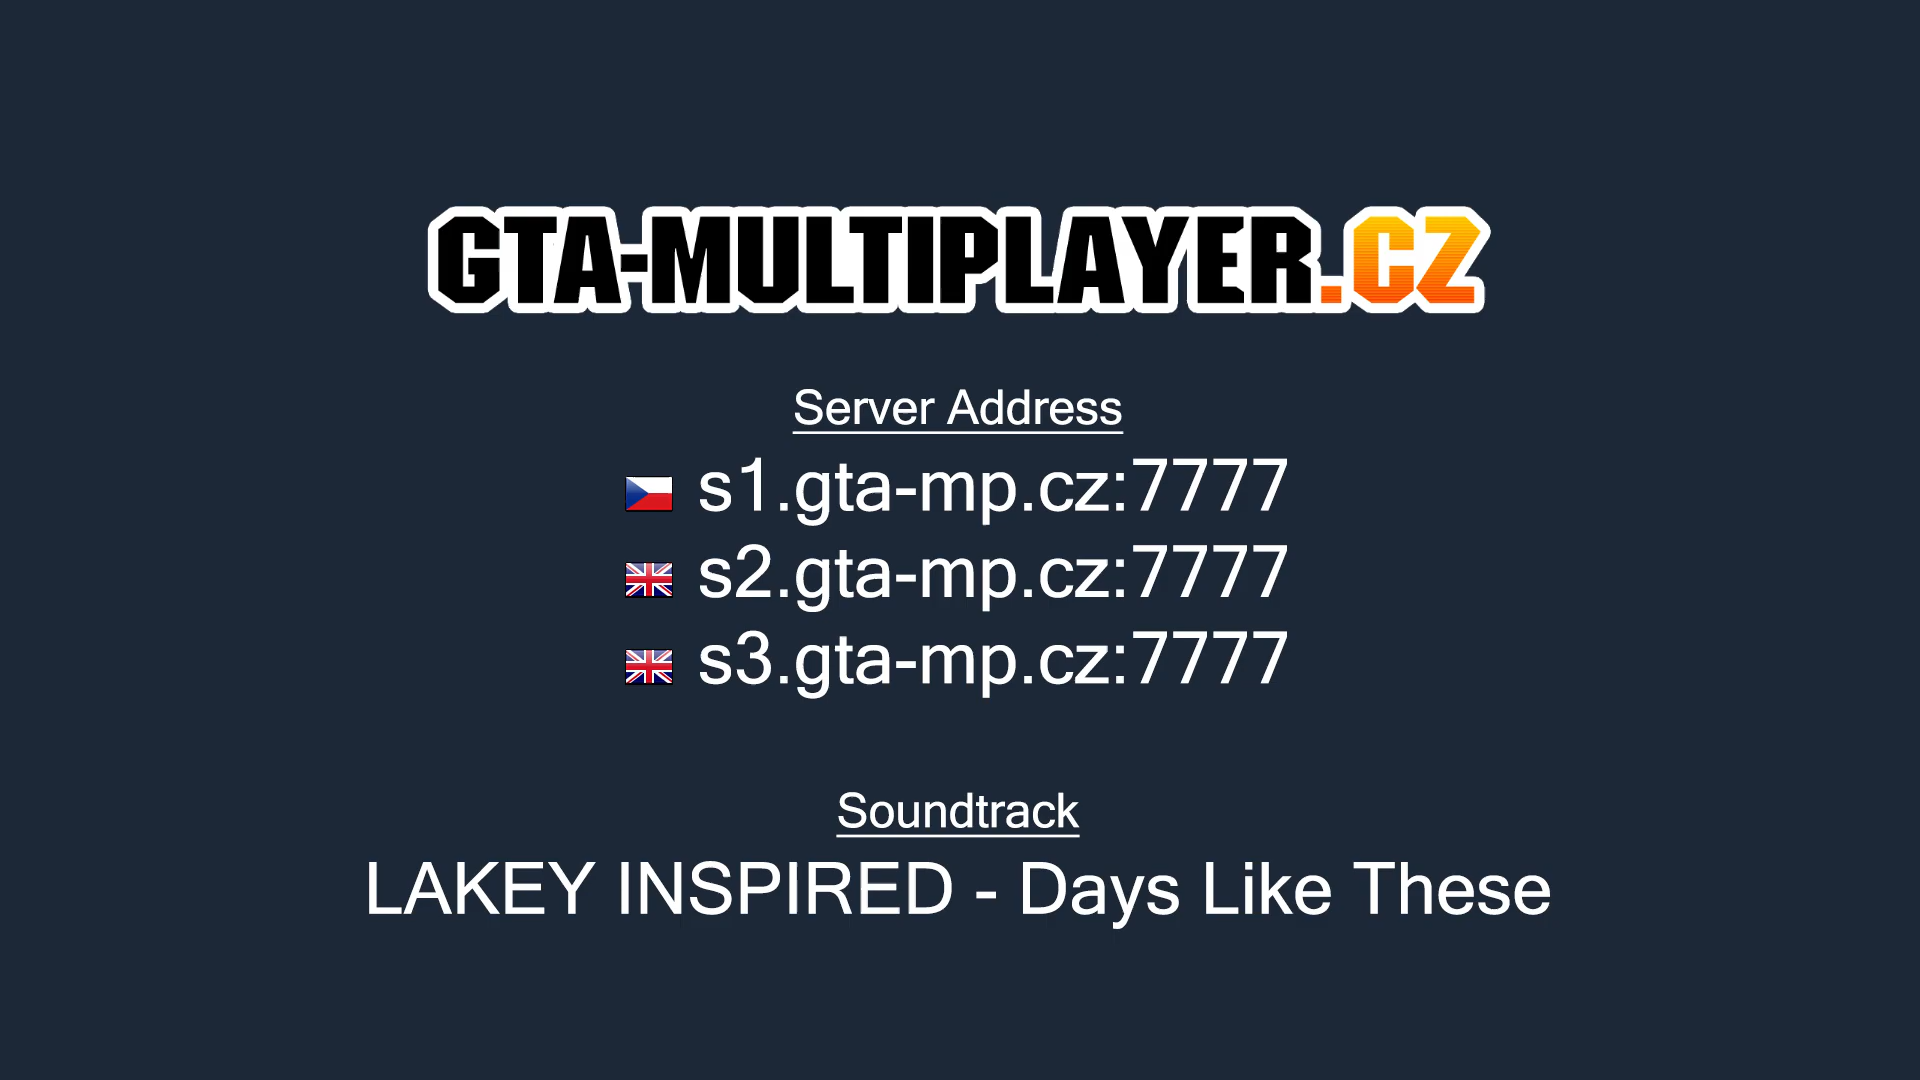 GTA-MULTIPLAYER.CZ
Server Address
s1.gta-mp.cz:7777
s2.gta-mp.cz:7777
s3.gta-mp.cz:7777
Soundtrack
LAKEY INSPIRED - Days Like These